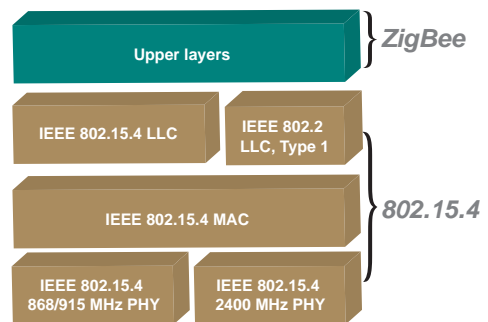 Upper layers
ZigBee
IEEE 802.15.4 LLC
IEEE 802.2
LLC, Type 1
IEEE 802.15.4 MAC
802.15.4
IEEE 802.15.4
868/915 MHz PHY
IEEE 802.15.4
2400 MHz PHY